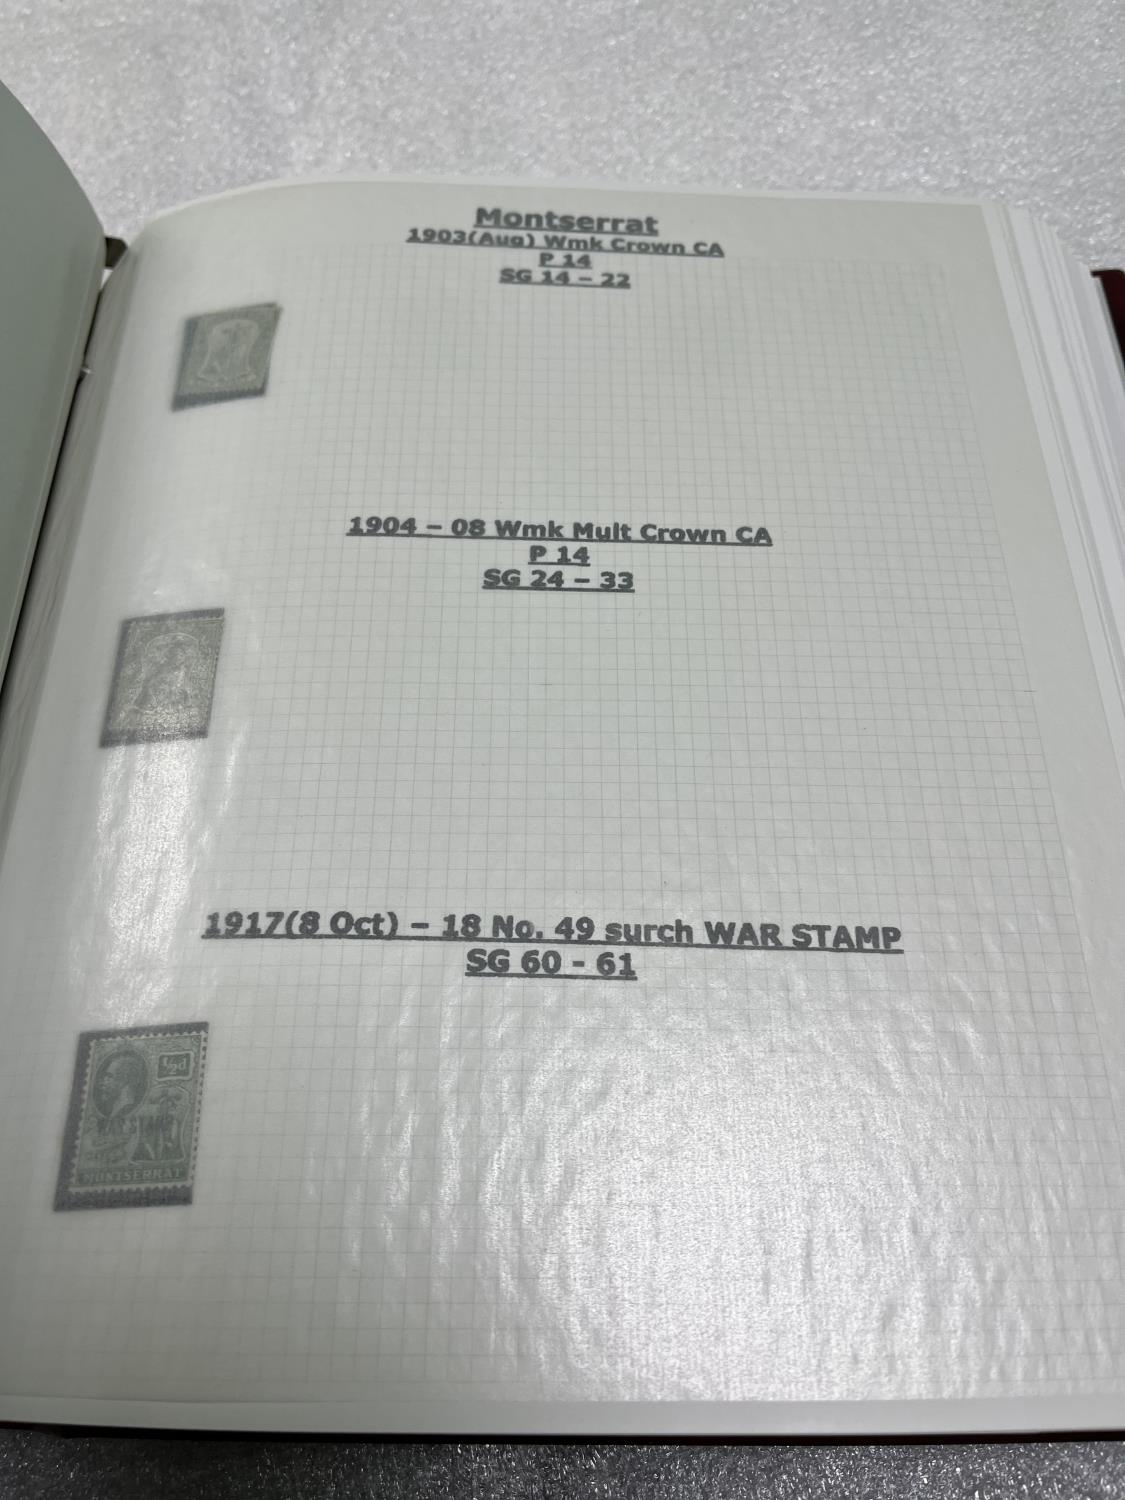 Montserrat
1903(Aug) Wmk Crown CA
P 14
SG 14 – 22
1904 – 08 Wmk Mult Crown CA
P 14
SG 24 – 33
1917(8 Oct) – 18 No. 49 surch WAR STAMP
SG 60 - 61
½d
WAR STAMP
MONTSERRAT